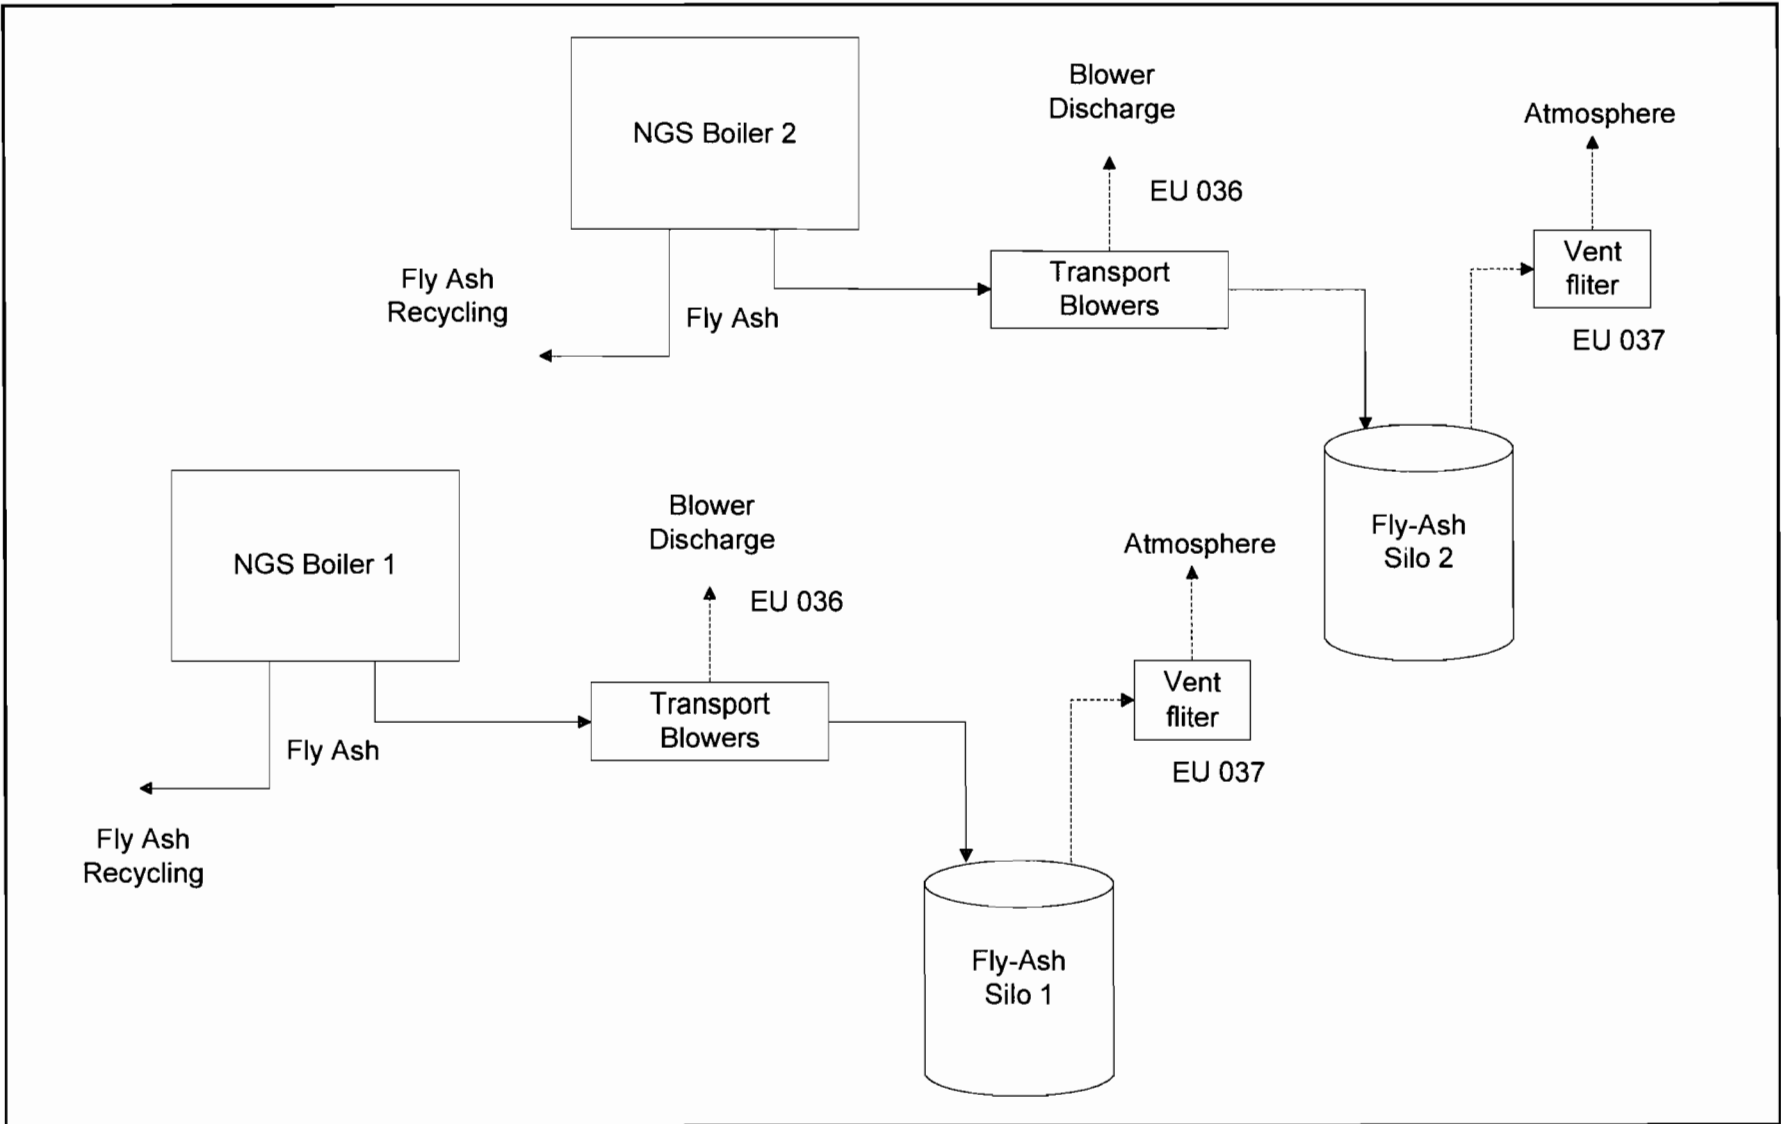 Blower
Discharge
Atmosphere
NGS Boiler 2
EU 036
Vent
fliter
Transport
Blowers
Fly Ash
Recycling
Fly Ash
EU 037
Fly-Ash
Silo 2
Blower
Discharge
Atmosphere
NGS Boiler 1
EU 036
Vent
fliter
Transport
Blowers
Fly Ash
EU 037
Fly Ash
Recycling
Fly-Ash
Silo 1